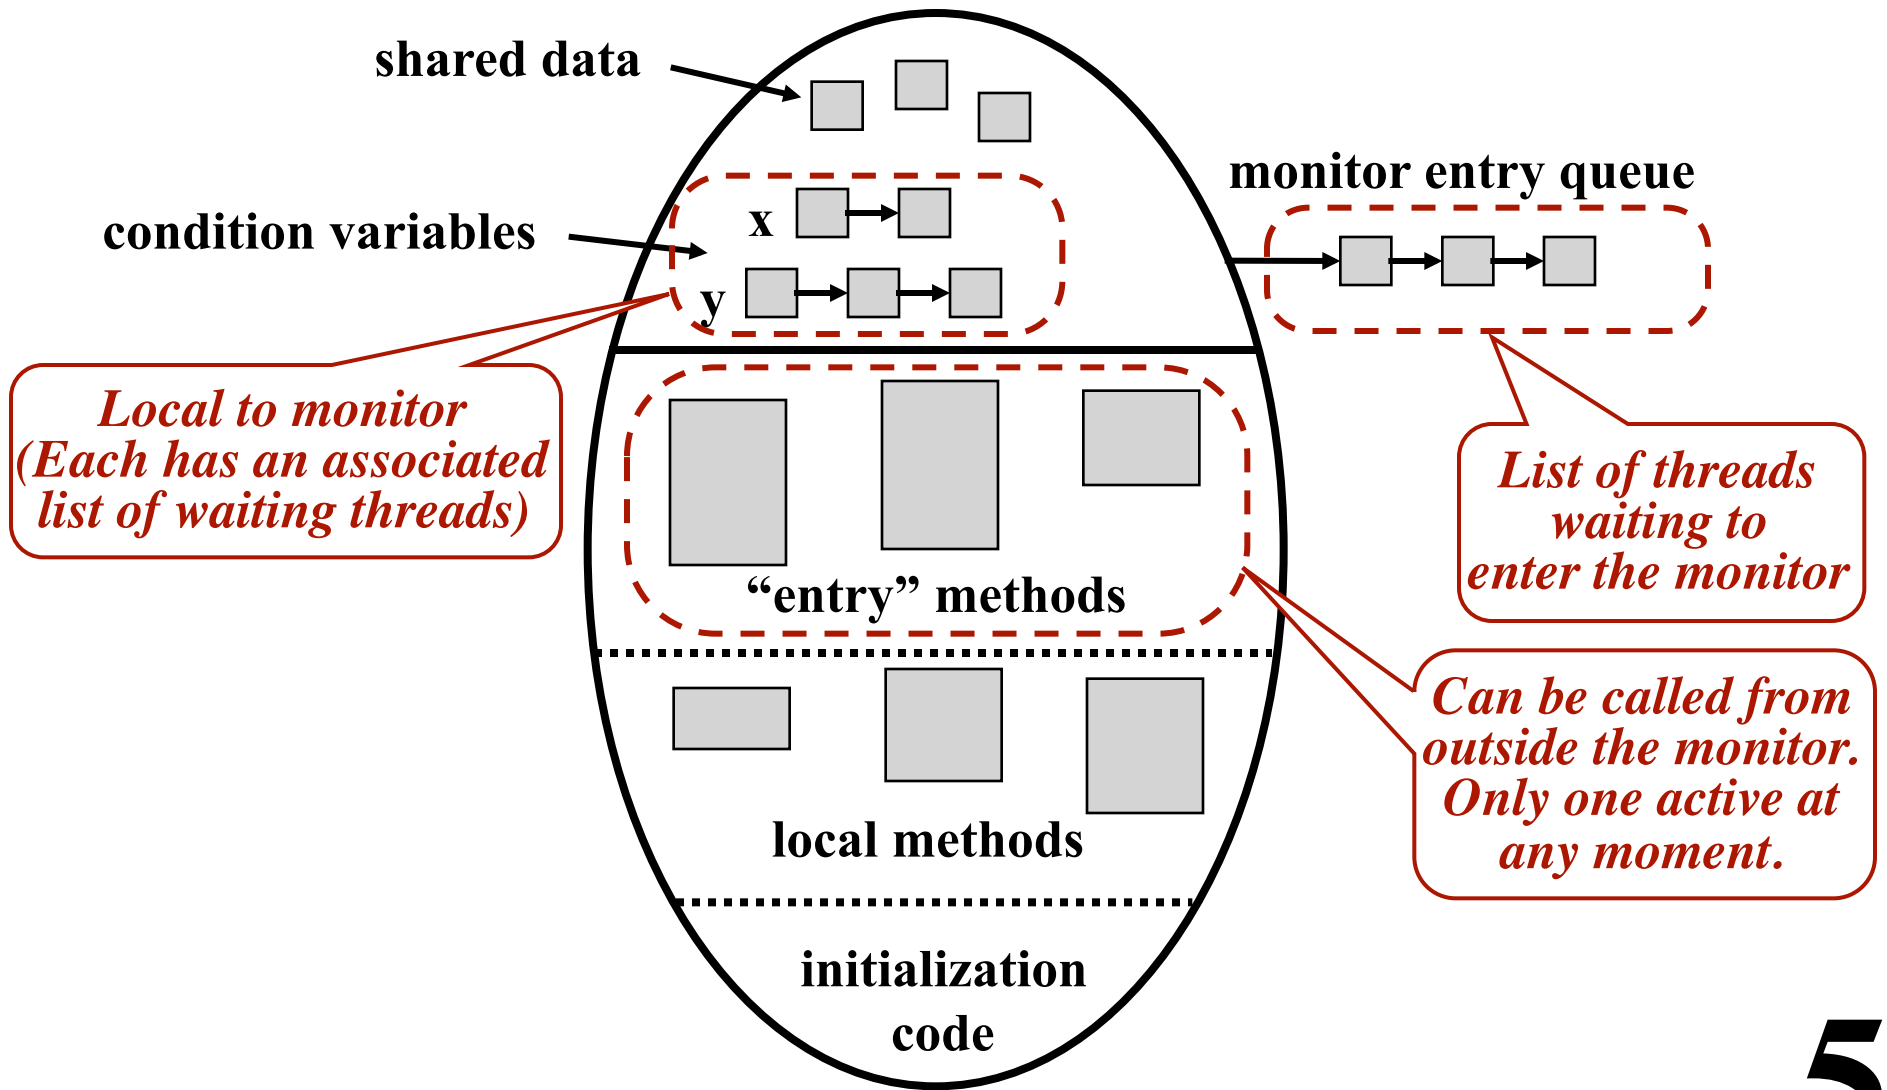 shared data
monitor entry queue
condition variables
x
y
Local to monitor
(Each has an associated
list of waiting threads)
List of threads
waiting to
enter the monitor
“entry” methods
Can be called from
outside the monitor.
Only one active at
any moment.
local methods
initialization
code
5